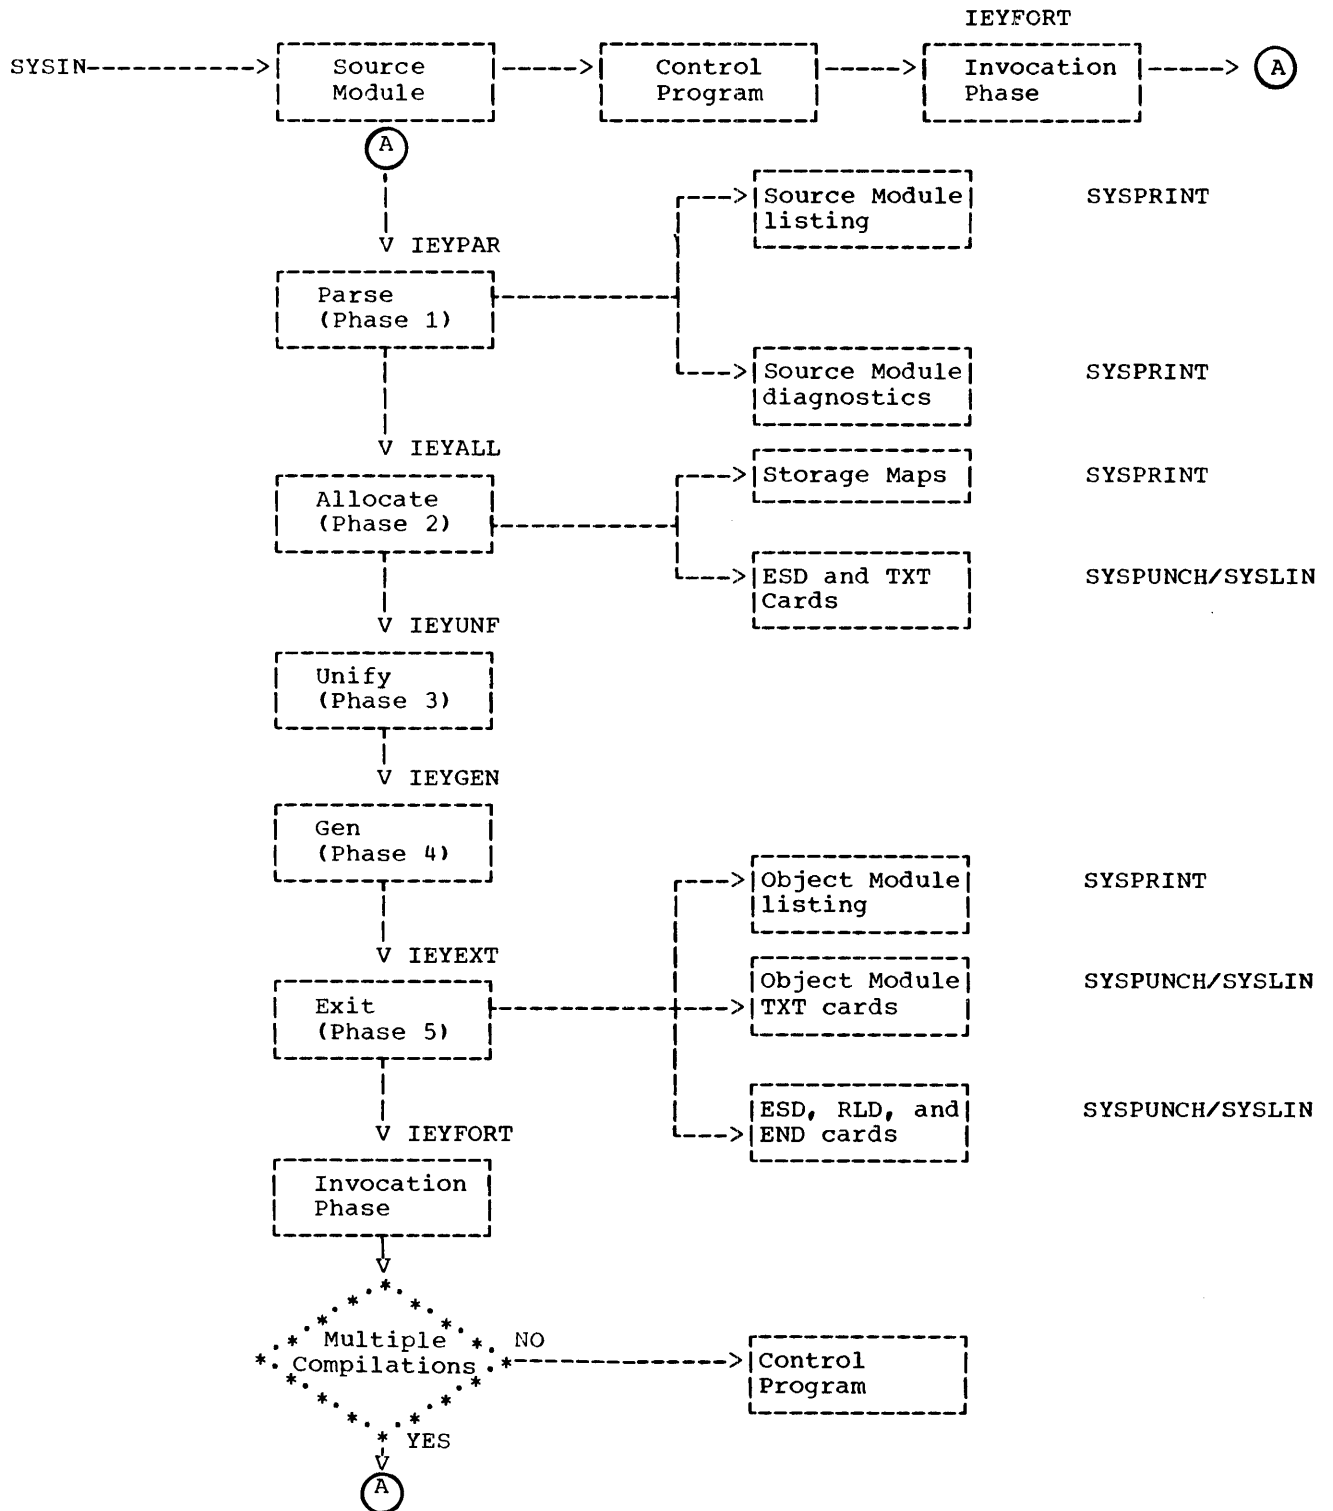 IEYFORT
SYSIN
Source
Module
Control
Program
Invocation
Phase
A
A
Source Module
listing
SYSPRINT
IEYPAR
Parse
(Phase 1)
Source Module
diagnostics
SYSPRINT
IEYALL
Storage Maps
SYSPRINT
Allocate
(Phase 2)
ESD and TXT
Cards
SYSPUNCH/SYSLIN
IEYUNF
Unify
(Phase 3)
IEYGEN
Gen
(Phase 4)
Object Module
listing
SYSPRINT
IEYEXT
Object Module
TXT cards
SYSPUNCH/SYSLIN
Exit
(Phase 5)
ESD, RLD, and
END cards
SYSPUNCH/SYSLIN
IEYFORT
Invocation
Phase
Multiple
Compilations
NO
Control
Program
YES
A